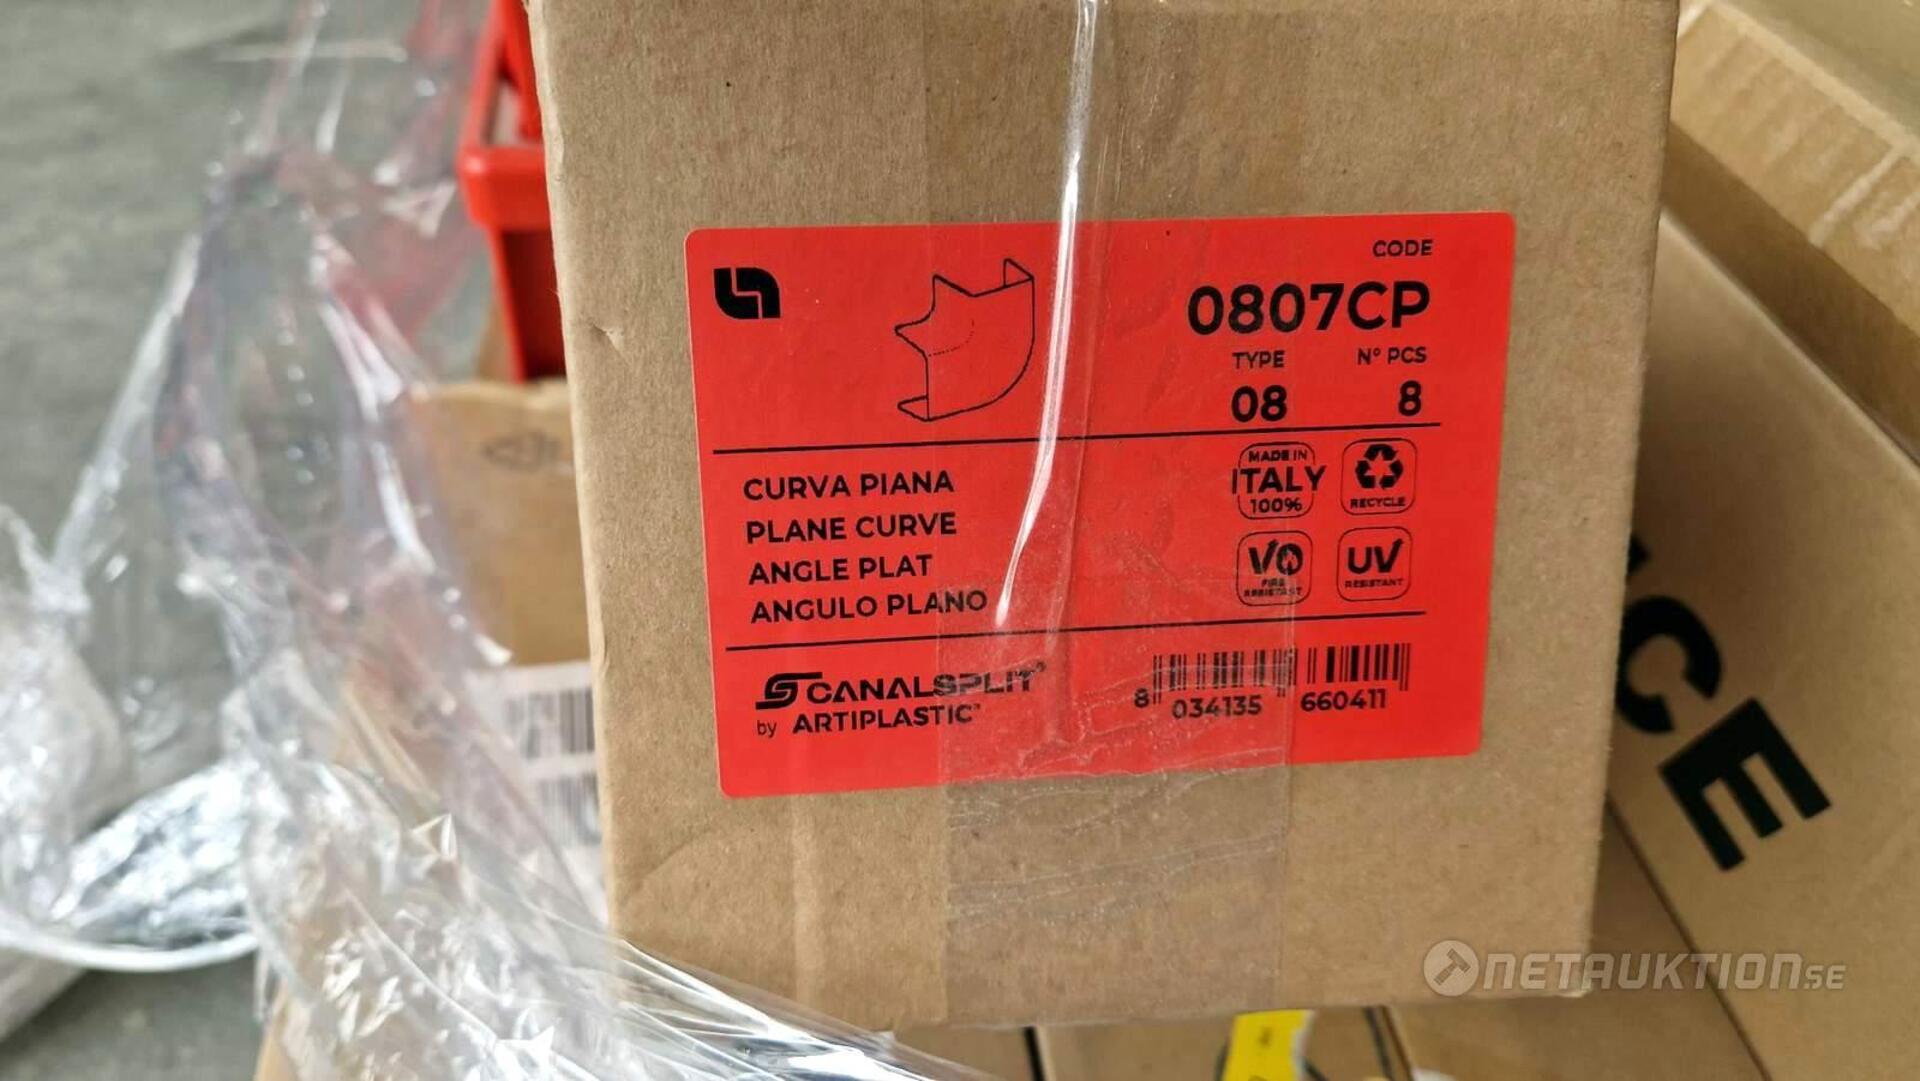 CODE
0807CP
TYPE
N° PCS
08
8
CURVA PIANA
PLANE CURVE
ANGLE PLAT
ANGULO PLANO
MADE IN
ITALY
100%
RECYCLE
V0
FIRE
RESISTANT
UV
RESISTANT
CANALSPLIT®
by ARTIPLASTIC™
8 034135 660411
CE
NETAUKTION.SE